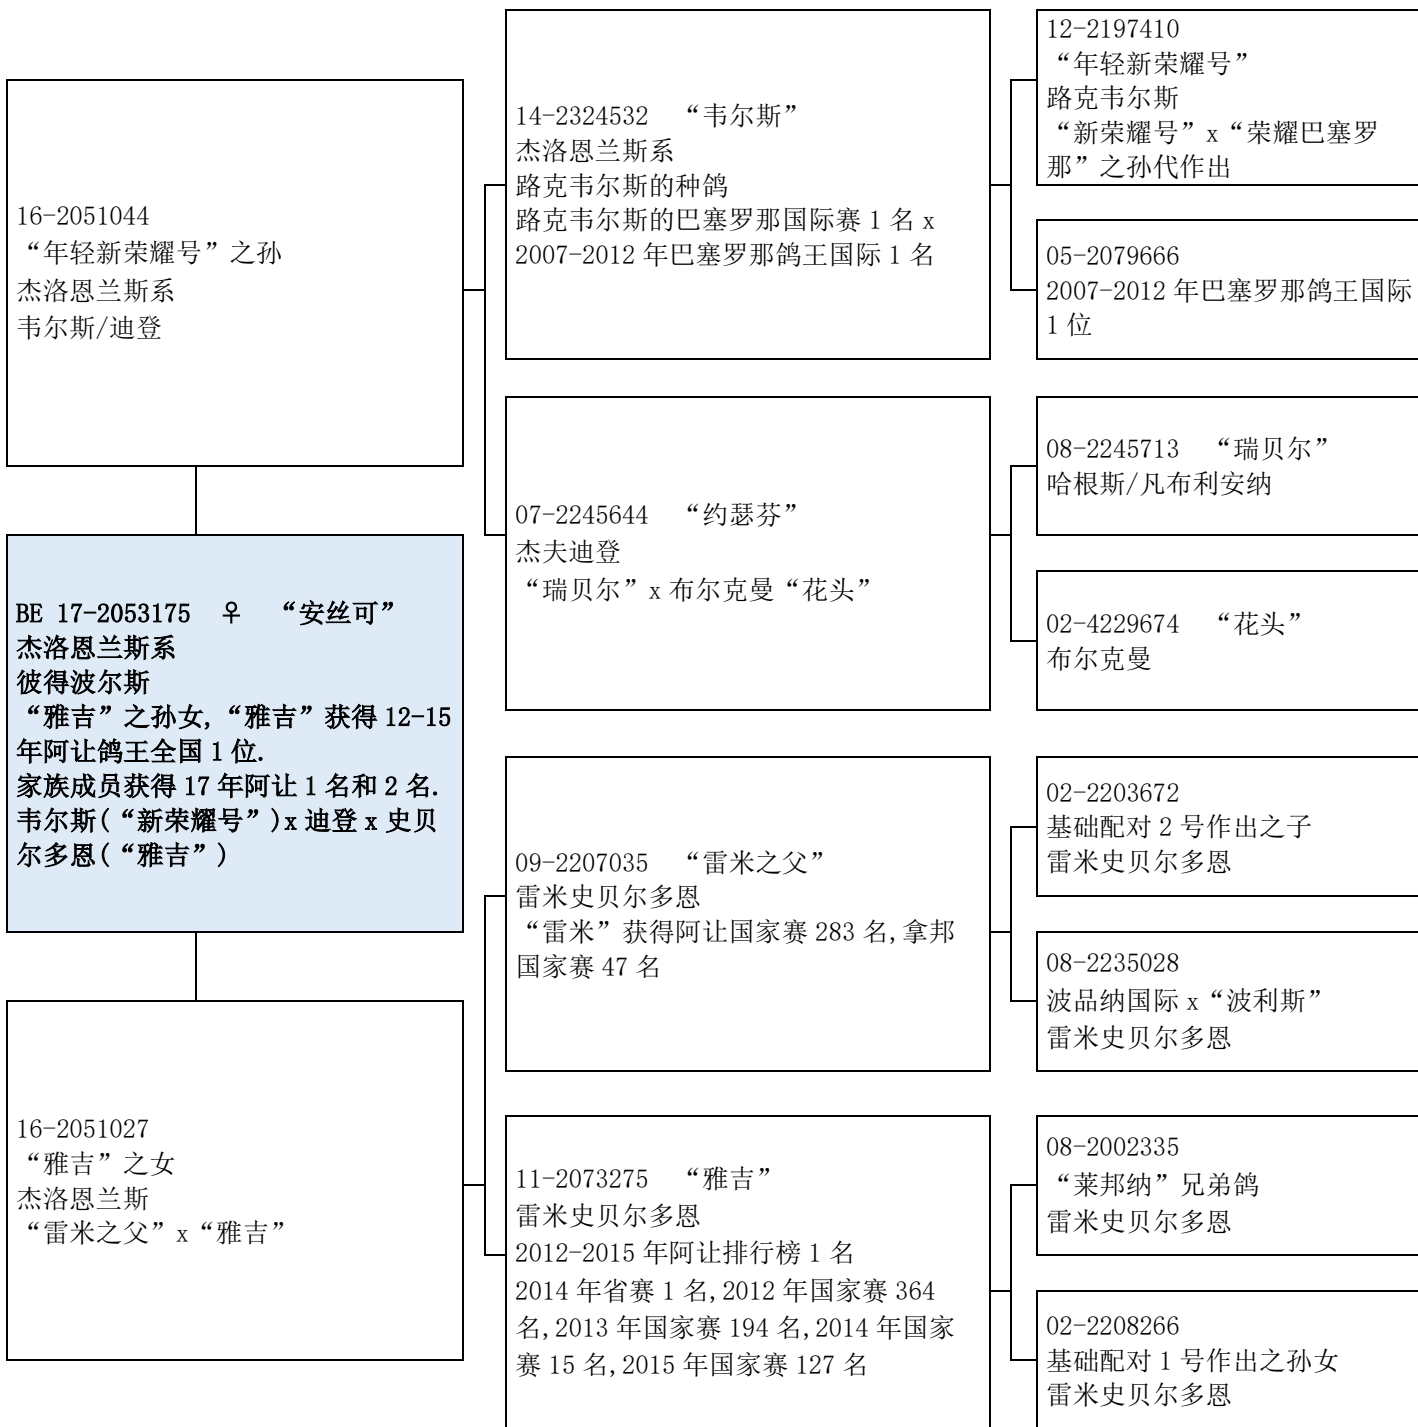 16-2051044
“年轻新荣耀号”之孙
杰洛恩兰斯系
韦尔斯/迪登
BE 17-2053175 ♀ “安丝可”
杰洛恩兰斯系
彼得波尔斯
“雅吉”之孙女,“雅吉”获得 12-15
年阿让鸽王全国 1 位.
家族成员获得 17 年阿让 1 名和 2 名.
韦尔斯(“新荣耀号”)x 迪登 x 史贝
尔多恩(“雅吉”)
16-2051027
“雅吉”之女
杰洛恩兰斯
“雷米之父”x“雅吉”
14-2324532 “韦尔斯”
杰洛恩兰斯系
路克韦尔斯的种鸽
路克韦尔斯的巴塞罗那国际赛 1 名 x
2007-2012 年巴塞罗那鸽王国际 1 名
07-2245644 “约瑟芬”
杰夫迪登
“瑞贝尔”x 布尔克曼“花头”
09-2207035 “雷米之父”
雷米史贝尔多恩
“雷米”获得阿让国家赛 283 名,拿邦
国家赛 47 名
11-2073275 “雅吉”
雷米史贝尔多恩
2012-2015 年阿让排行榜 1 名
2014 年省赛 1 名,2012 年国家赛 364
名,2013 年国家赛 194 名,2014 年国家
赛 15 名,2015 年国家赛 127 名
12-2197410
“年轻新荣耀号”
路克韦尔斯
“新荣耀号”x“荣耀巴塞罗
那”之孙代作出
05-2079666
2007-2012 年巴塞罗那鸽王国际
1 位
08-2245713 “瑞贝尔”
哈根斯/凡布利安纳
02-4229674 “花头”
布尔克曼
02-2203672
基础配对 2 号作出之子
雷米史贝尔多恩
08-2235028
波品纳国际 x“波利斯”
雷米史贝尔多恩
08-2002335
“莱邦纳”兄弟鸽
雷米史贝尔多恩
02-2208266
基础配对 1 号作出之孙女
雷米史贝尔多恩